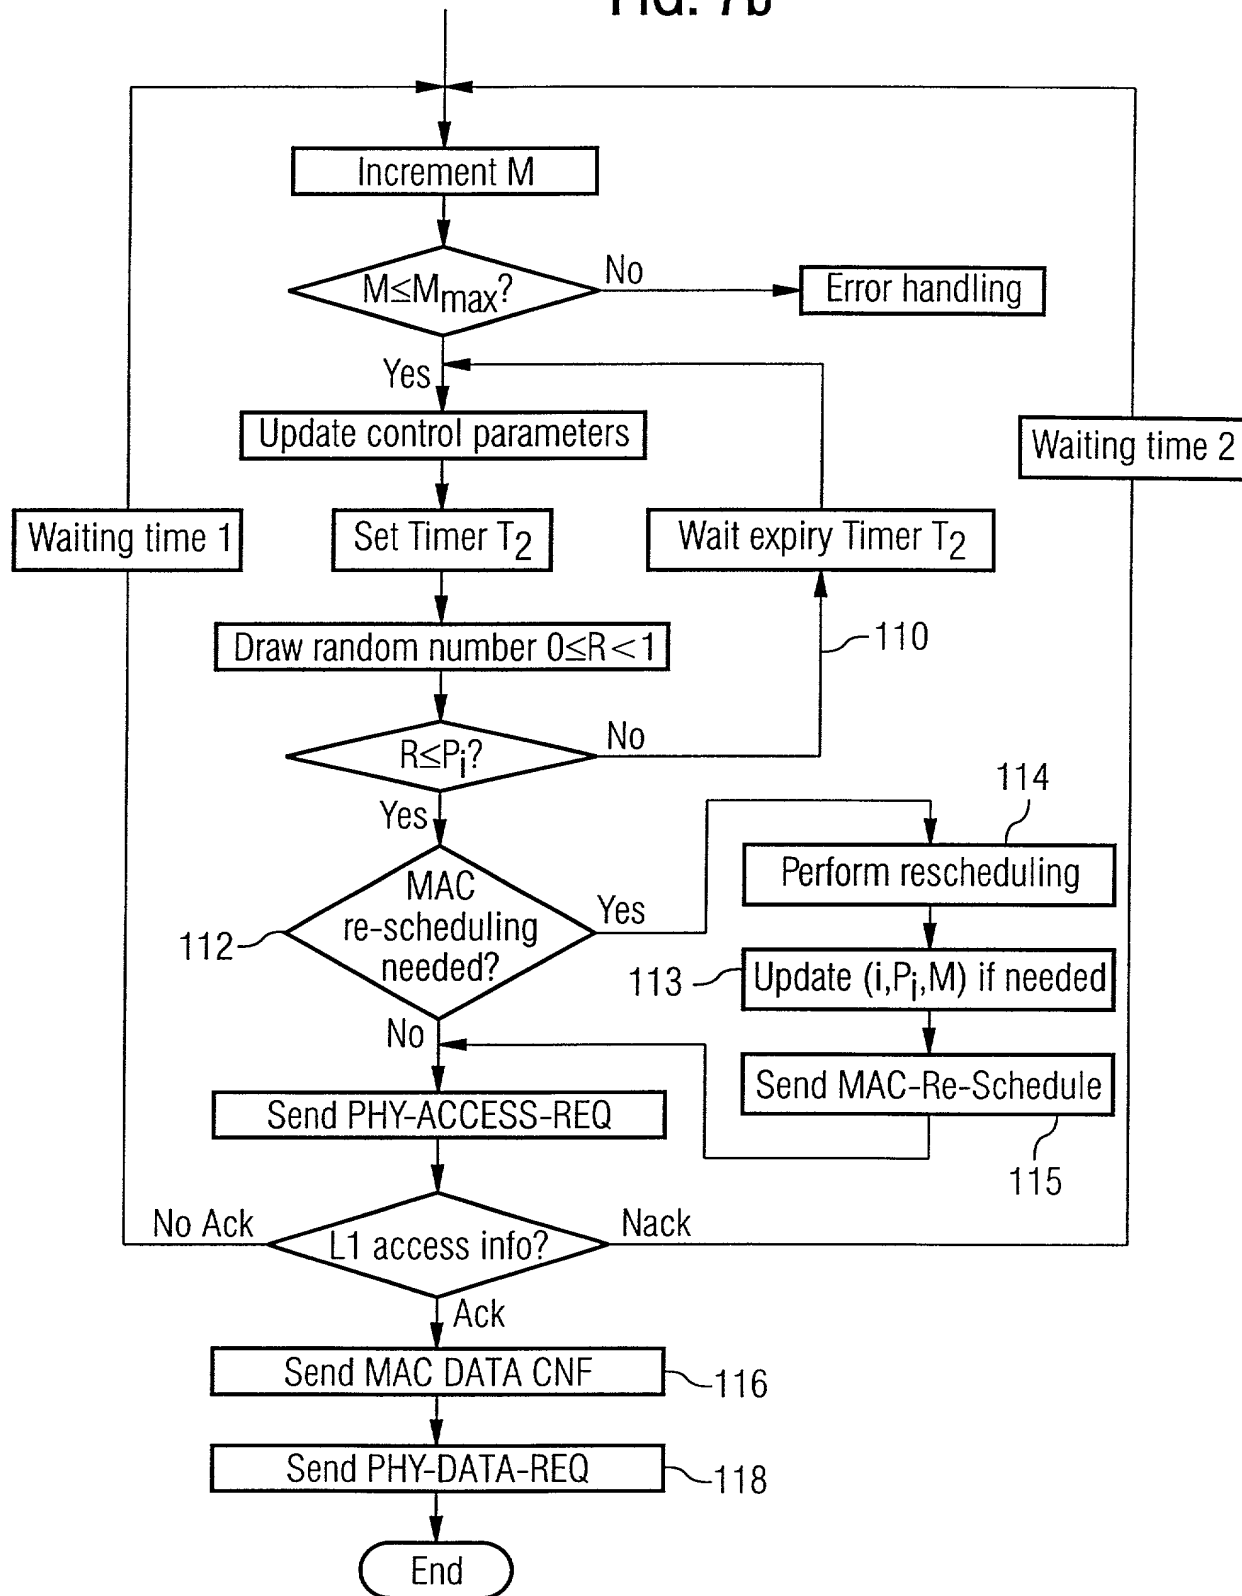 FIG. 7b
Increment M
M≤Mmax?
No
Error handling
Yes
Update control parameters
Waiting time 2
Waiting time 1
Set Timer T2
Wait expiry Timer T2
Draw random number 0≤R<1
110
R≤Pi?
No
Yes
114
Perform rescheduling
MAC
re-scheduling
needed?
Yes
112
113
Update (i,Pi,M) if needed
No
Send MAC-Re-Schedule
Send PHY-ACCESS-REQ
115
No Ack
L1 access info?
Nack
Ack
Send MAC DATA CNF
116
Send PHY-DATA-REQ
118
End